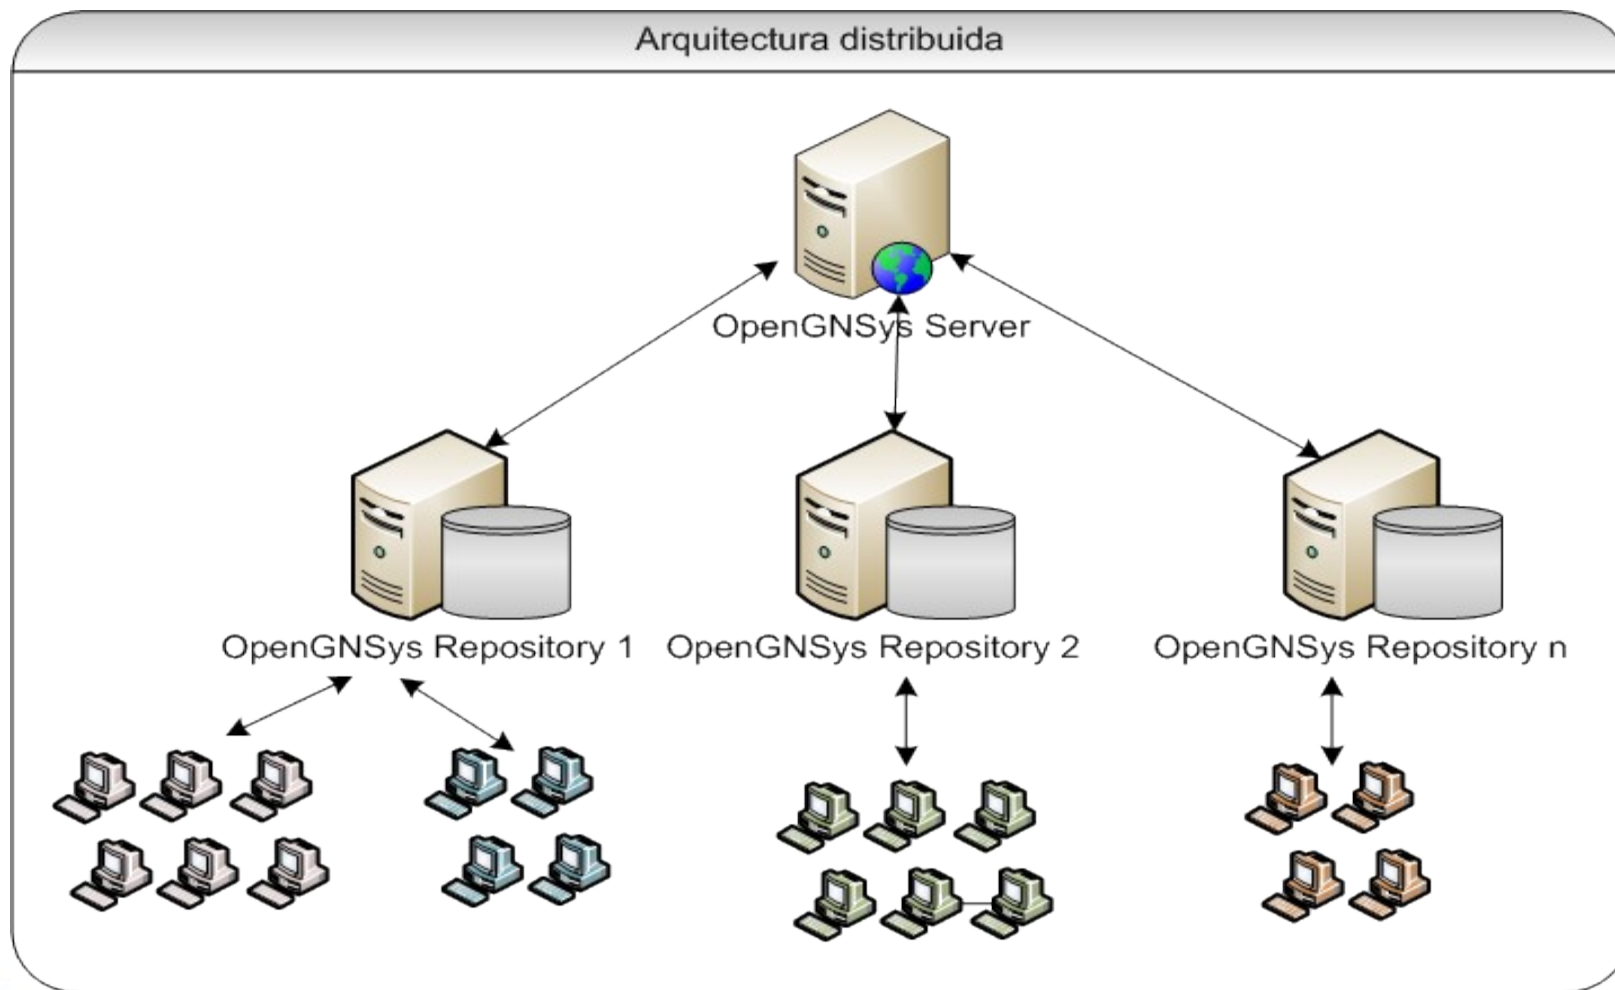 Arquitectura distribuida
OpenGNSys Server
OpenGNSys Repository 1
OpenGNSys Repository 2
OpenGNSys Repository n